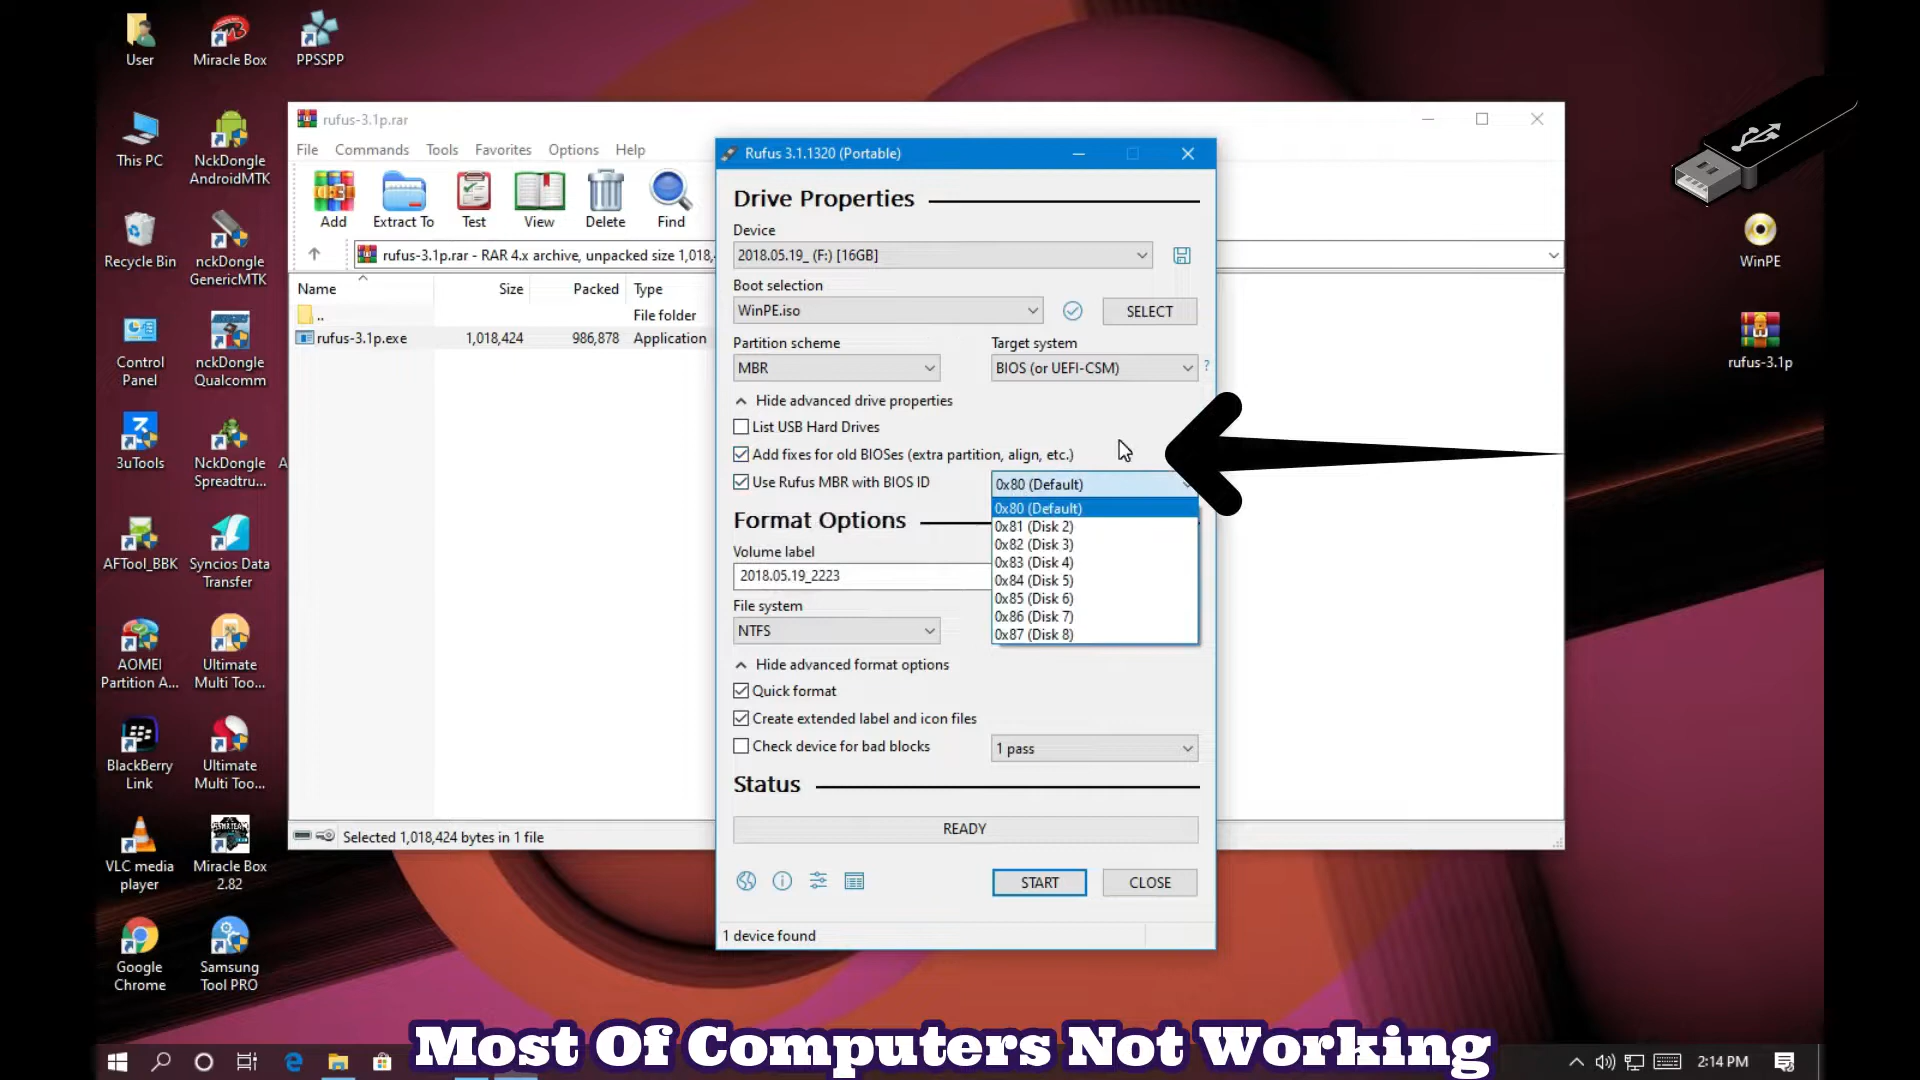 User
Miracle Box
PPSSPP
This PC
NckDongle
AndroidMTK
Recycle Bin
nckDongle
GenericMTK
Control
Panel
nckDongle
Qualcomm
3uTools
NckDongle
Spreadtru...
A
AFTool_BBK
Syncios Data
Transfer
AOMEI
Partition A...
Ultimate
Multi Too...
BlackBerry
Link
Ultimate
Multi Too...
VLC media
player
Miracle Box
2.82
Google
Chrome
Samsung
Tool PRO
rufus-3.1p.rar
File Commands Tools Favorites Options Help
Add Extract To Test View Delete Find
rufus-3.1p.rar - RAR 4.x archive, unpacked size 1,018,
Name Size Packed Type
.. File folder
rufus-3.1p.exe 1,018,424 986,878 Application
Selected 1,018,424 bytes in 1 file
Rufus 3.1.1320 (Portable)
Drive Properties
Device
2018.05.19_ (F:) [16GB]
Boot selection
WinPE.iso SELECT
Partition scheme Target system
MBR BIOS (or UEFI-CSM) ?
Hide advanced drive properties
List USB Hard Drives
Add fixes for old BIOSes (extra partition, align, etc.)
Use Rufus MBR with BIOS ID 0x80 (Default)
0x80 (Default)
0x81 (Disk 2)
0x82 (Disk 3)
0x83 (Disk 4)
0x84 (Disk 5)
0x85 (Disk 6)
0x86 (Disk 7)
0x87 (Disk 8)
Format Options
Volume label
2018.05.19_2223
File system
NTFS
Hide advanced format options
Quick format
Create extended label and icon files
Check device for bad blocks 1 pass
Status
READY
START CLOSE
1 device found
WinPE
rufus-3.1p
Most Of Computers Not Working
2:14 PM